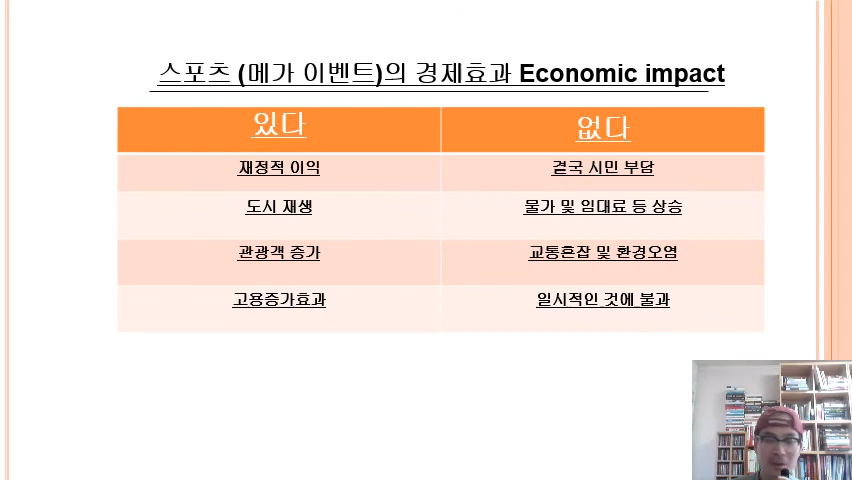 스포츠 (메가 이벤트)의 경제효과 Economic impact
있다 없다
재정적 이익 결국 시민 부담
도시 재생 물가 및 임대료 등 상승
관광객 증가 교통혼잡 및 환경오염
고용증가효과 일시적인 것에 불과